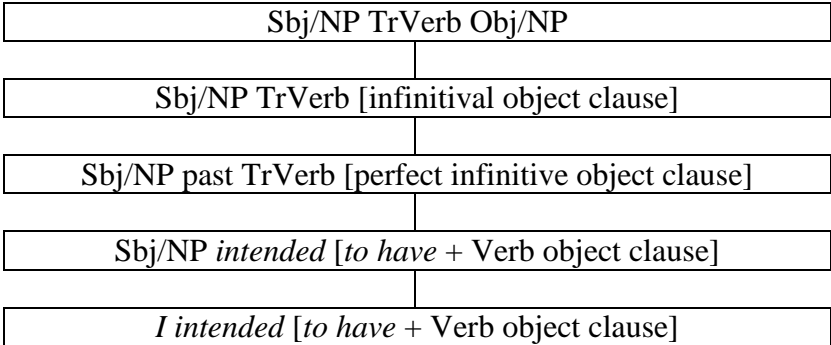 Sbj/NP TrVerb Obj/NP
Sbj/NP TrVerb [infinitival object clause]
Sbj/NP past TrVerb [perfect infinitive object clause]
Sbj/NP intended [to have + Verb object clause]
I intended [to have + Verb object clause]